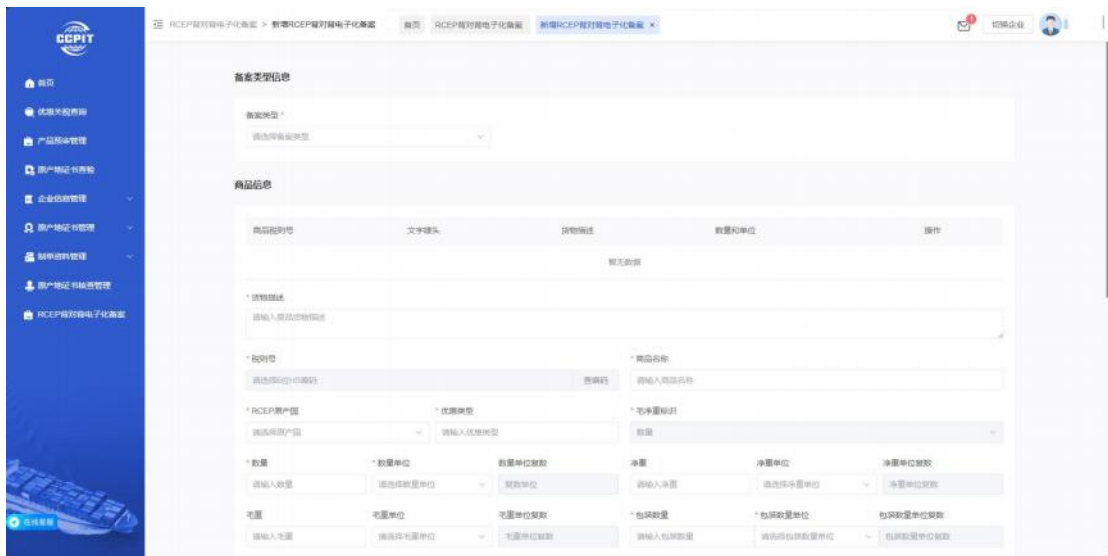 CCPIT
RCEP背对背电子化备案 > 新增RCEP背对背电子化备案 首页 RCEP背对背电子化备案 新增RCEP背对背电子化备案 × 1 切换企业
首页
优惠关税查询
产品预审管理
原产地证书查验
企业信息管理
原产地证书管理
制单资料管理
原产地证书核查管理
RCEP背对背电子化备案
在线客服
备案类型信息
备案类型 *
请选择备案类型
商品信息
商品税则号 文字唛头 货物描述 数量和单位 操作
暂无数据
* 货物描述
请输入商品货物描述
* 税则号 * 商品名称
请选择6位HS编码 查编码 请输入商品名称
* RCEP原产国 * 优惠类型 * 毛净重标识
请选择原产国 请输入优惠类型 数量
* 数量 * 数量单位 数量单位复数 净重 净重单位 净重单位复数
请输入数量 请选择数量单位 复数单位 请输入净重 请选择净重单位 净重单位复数
毛重 毛重单位 毛重单位复数 * 包装数量 * 包装数量单位 包装数量单位复数
请输入毛重 请选择毛重单位 毛重单位复数 请输入包装数量 请选择包装数量单位 包装数量单位复数